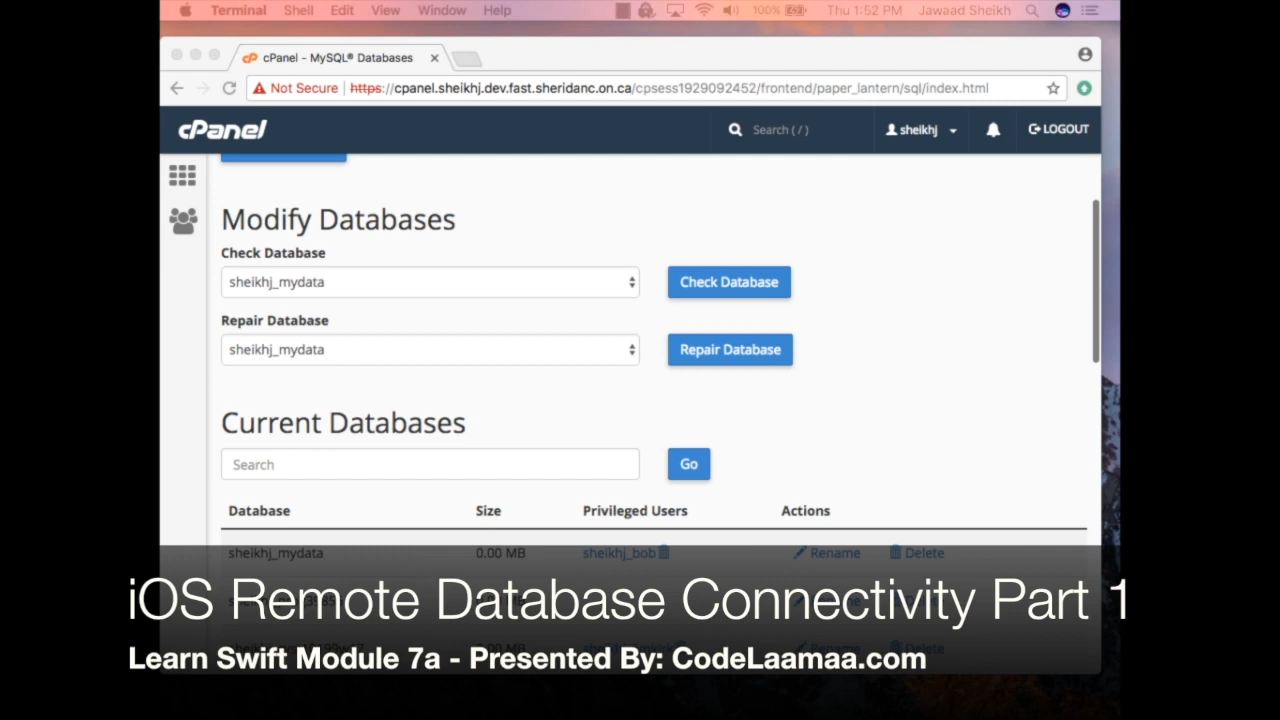 Terminal Shell Edit View Window Help 100% Thu 1:52 PM Jawaad Sheikh
cPanel - MySQL® Databases
Not Secure https://cpanel.sheikhj.dev.fast.sheridanc.on.ca/cpsess1929092452/frontend/paper_lantern/sql/index.html
cPanel Search ( / ) sheikhj LOGOUT
Modify Databases
Check Database
sheikhj_mydata Check Database
Repair Database
sheikhj_mydata Repair Database
Current Databases
Search Go
Database Size Privileged Users Actions
sheikhj_mydata 0.00 MB sheikhj_bob Rename Delete
iOS Remote Database Connectivity Part 1
Learn Swift Module 7a - Presented By: CodeLaamaa.com